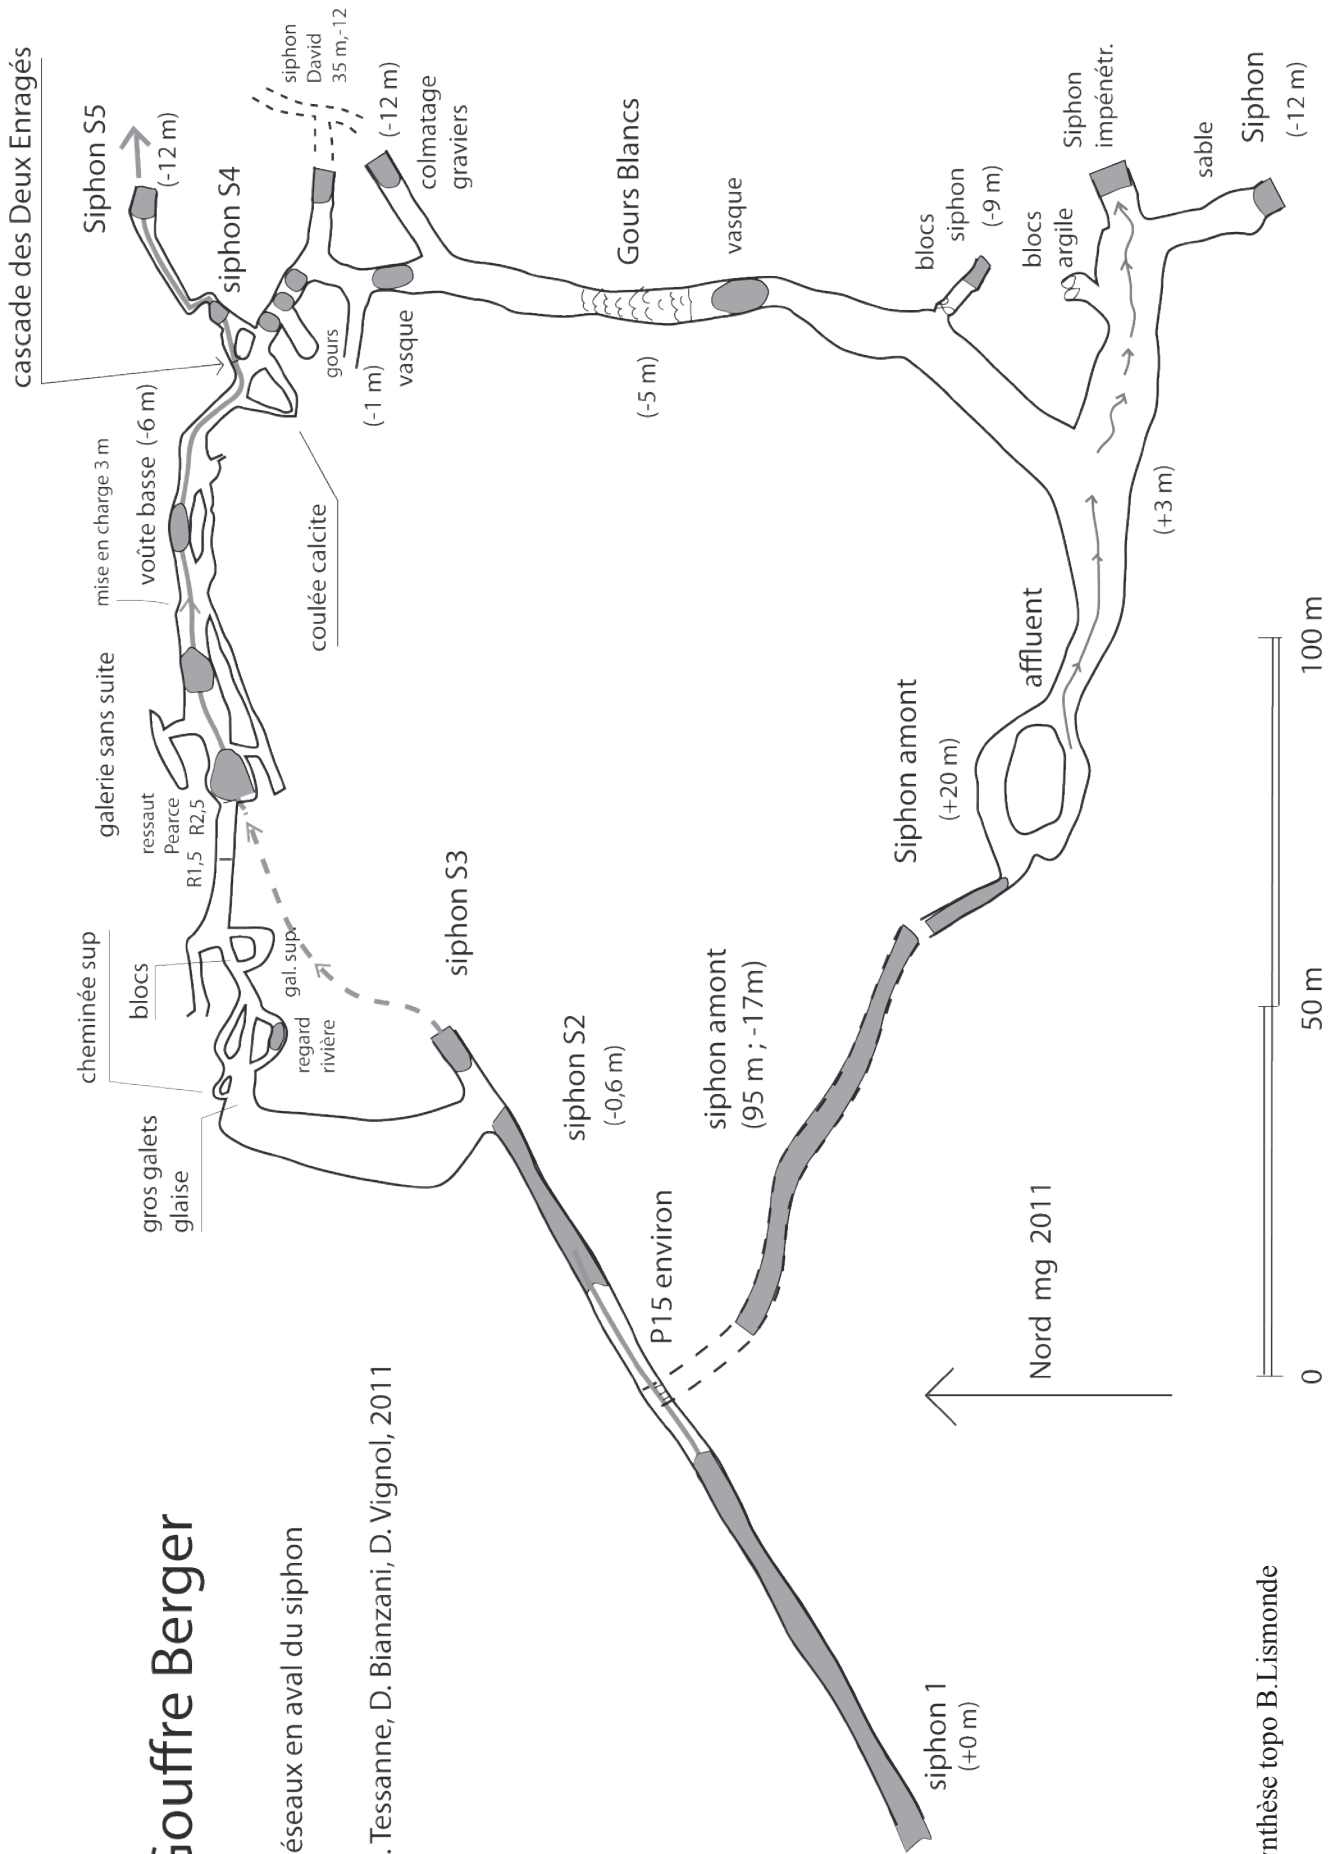 Gouffre Berger
éseaux en aval du siphon
. Tessanne, D. Bianzani, D. Vignol, 2011
cascade des Deux Enragés
Siphon S5
(-12 m)
siphon S4
siphon
David
35 m,-12
(-12 m)
colmatage
graviers
mise en charge 3 m
voûte basse (-6 m)
gours
(-1 m)
vasque
coulée calcite
galerie sans suite
ressaut
Pearce
R1,5 R2,5
cheminée sup
blocs
gal. sup.
regard
rivière
gros galets
glaise
siphon S3
siphon S2
(-0,6 m)
P15 environ
siphon amont
(95 m ; -17m)
Siphon amont
(+20 m)
Gours Blancs
vasque
(-5 m)
blocs
siphon
(-9 m)
blocs
argile
Siphon
impénétr.
sable
Siphon
(-12 m)
affluent
(+3 m)
siphon 1
(+0 m)
Nord mg 2011
0
50 m
100 m
ynthèse topo B.Lismonde